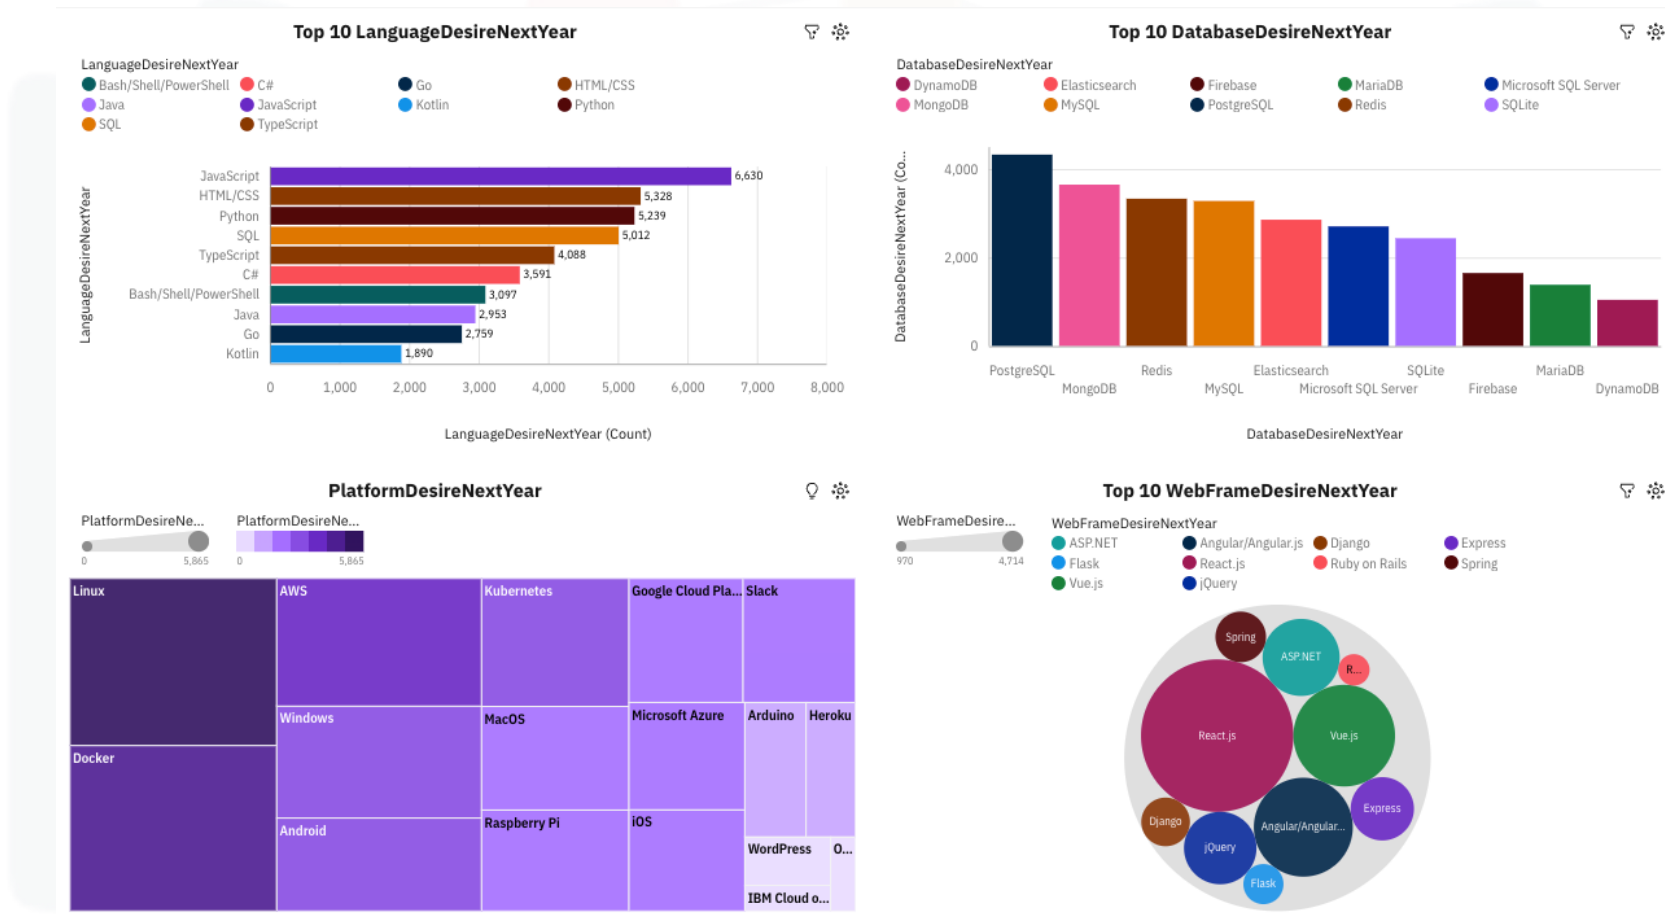 Top 10 LanguageDesireNextYear
LanguageDesireNextYear
Bash/Shell/PowerShell C# Go HTML/CSS
Java JavaScript Kotlin Python
SQL TypeScript
LanguageDesireNextYear
JavaScript 6,630
HTML/CSS 5,328
Python 5,239
SQL 5,012
TypeScript 4,088
C# 3,591
Bash/Shell/PowerShell 3,097
Java 2,953
Go 2,759
Kotlin 1,890
0 1,000 2,000 3,000 4,000 5,000 6,000 7,000 8,000
LanguageDesireNextYear (Count)
Top 10 DatabaseDesireNextYear
DatabaseDesireNextYear
DynamoDB Elasticsearch Firebase MariaDB Microsoft SQL Server
MongoDB MySQL PostgreSQL Redis SQLite
DatabaseDesireNextYear (Co...
4,000
2,000
0
PostgreSQL Redis Elasticsearch SQLite MariaDB
MongoDB MySQL Microsoft SQL Server Firebase DynamoDB
DatabaseDesireNextYear
PlatformDesireNextYear
PlatformDesireNe... PlatformDesireNe...
0 5,865 0 5,865
Linux AWS Kubernetes Google Cloud Pla... Slack
Windows MacOS Microsoft Azure Arduino Heroku
Docker
Android Raspberry Pi iOS
WordPress O...
IBM Cloud o...
Top 10 WebFrameDesireNextYear
WebFrameDesire... WebFrameDesireNextYear
970 4,714
ASP.NET Angular/Angular.js Django Express
Flask React.js Ruby on Rails Spring
Vue.js jQuery
Spring
ASP.NET
R...
React.js
Vue.js
Express
Django
Angular/Angular...
jQuery
Flask